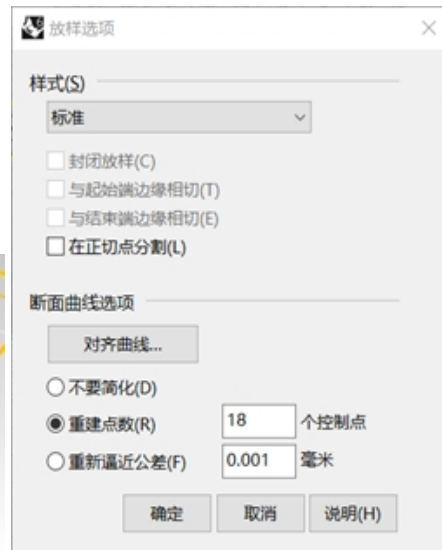 放样选项
样式(S)
标准
封闭放样(C)
与起始端边缘相切(T)
与结束端边缘相切(E)
在正切点分割(L)
断面曲线选项
对齐曲线...
不要简化(D)
重建点数(R) 18 个控制点
重新逼近公差(F) 0.001 毫米
确定 取消 说明(H)